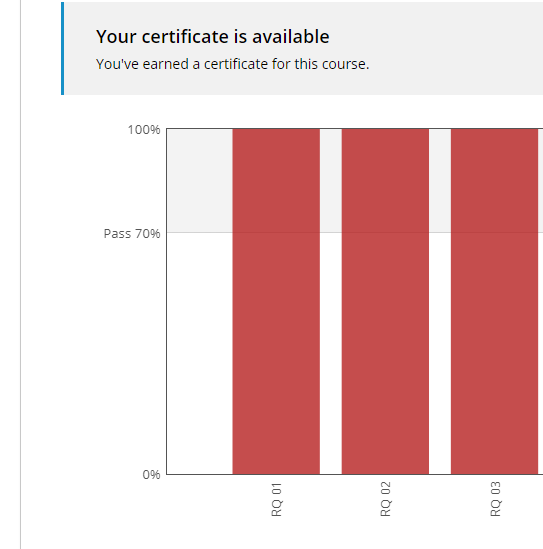 Your certificate is available
You've earned a certificate for this course.
100%
Pass 70%
0%
RQ 01
RQ 02
RQ 03